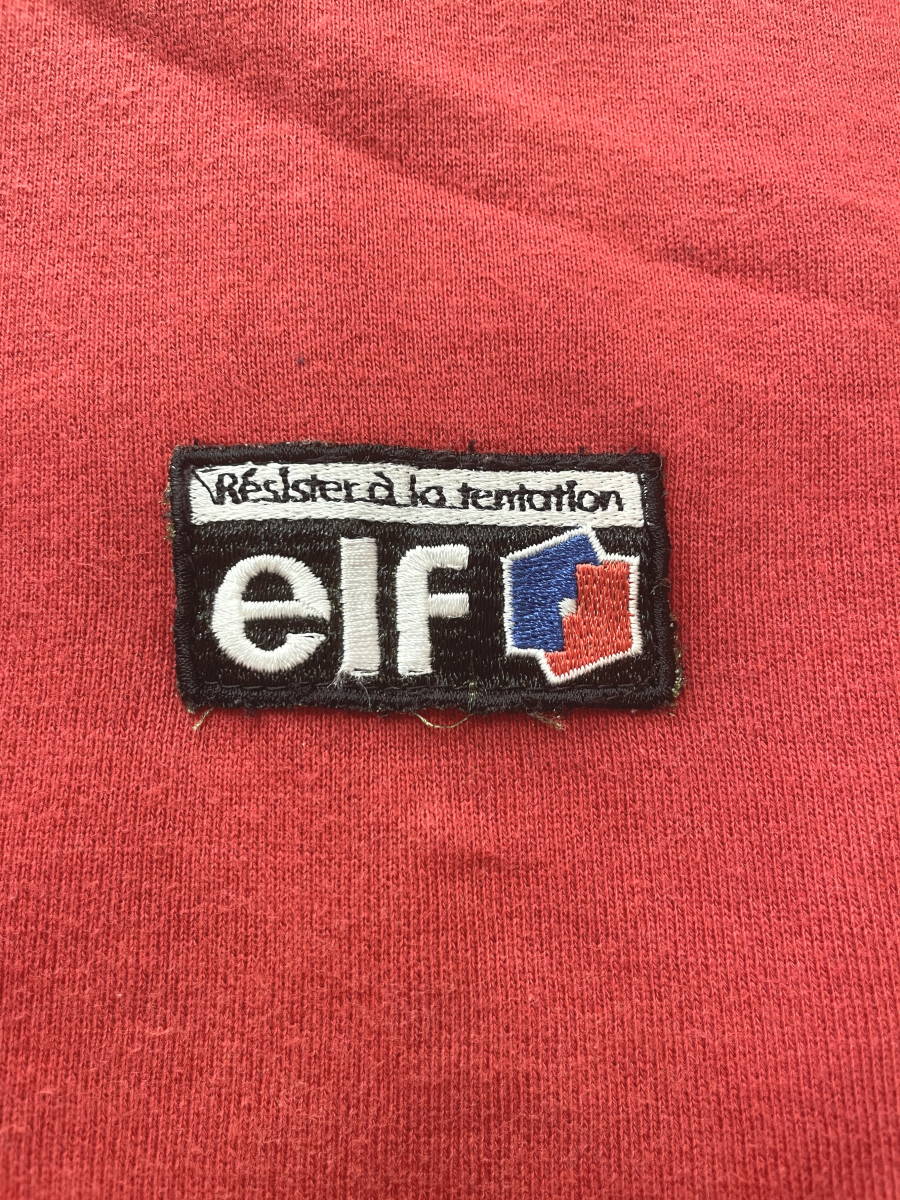 Résister à la tentation
elf